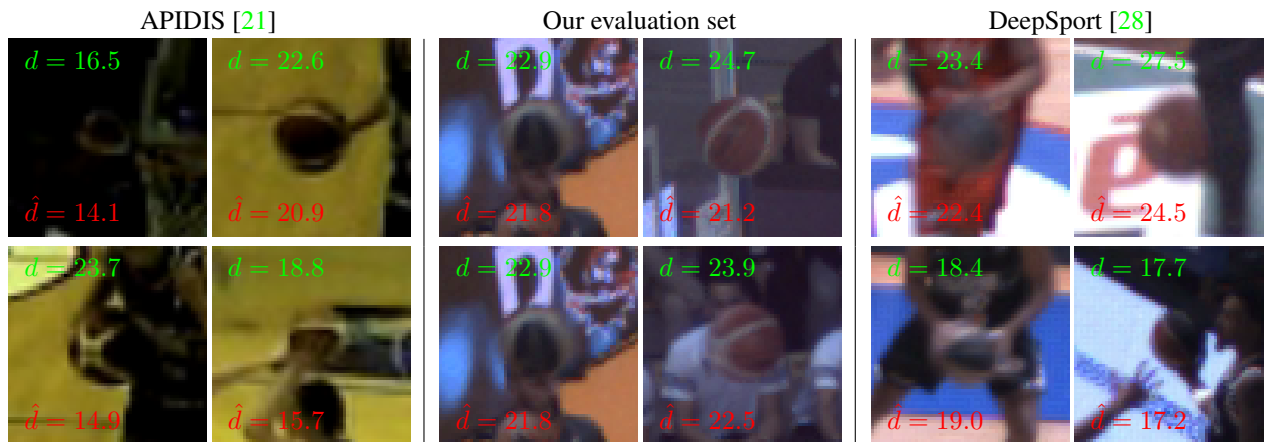 APIDIS [21] Our evaluation set DeepSport [28]
d = 16.5 d = 22.6 d = 22.9 d = 24.7 d = 23.4 d = 27.5
d̂ = 14.1 d̂ = 20.9 d̂ = 21.8 d̂ = 21.2 d̂ = 22.4 d̂ = 24.5
d = 23.7 d = 18.8 d = 22.9 d = 23.9 d = 18.4 d = 17.7
d̂ = 14.9 d̂ = 15.7 d̂ = 21.8 d̂ = 22.5 d̂ = 19.0 d̂ = 17.2